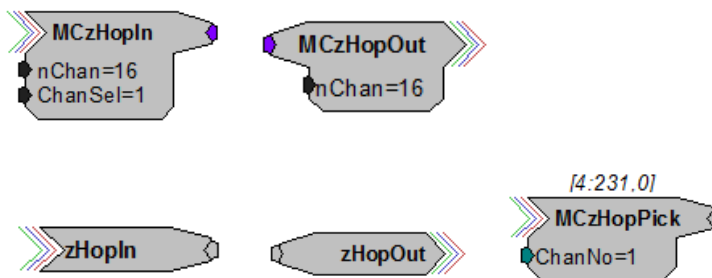 MCzHopIn
nChan=16
ChanSel=1
MCzHopOut
nChan=16
zHopIn
zHopOut
[4:231,0]
MCzHopPick
ChanNo=1